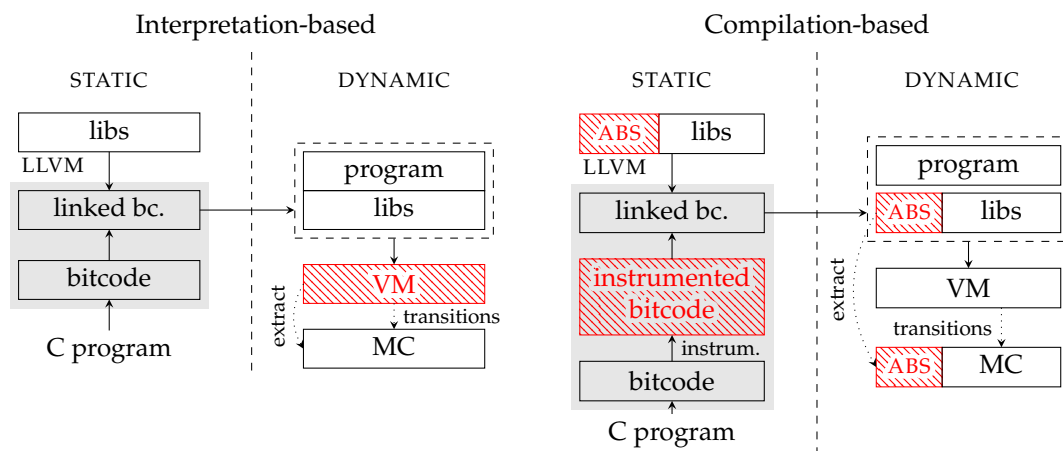 Interpretation-based
STATIC
DYNAMIC
libs
LLVM
linked bc.
bitcode
C program
program
libs
VM
extract
transitions
MC
Compilation-based
STATIC
DYNAMIC
ABS
libs
LLVM
linked bc.
instrumented
bitcode
instrum.
bitcode
C program
program
ABS
libs
VM
extract
transitions
ABS
MC